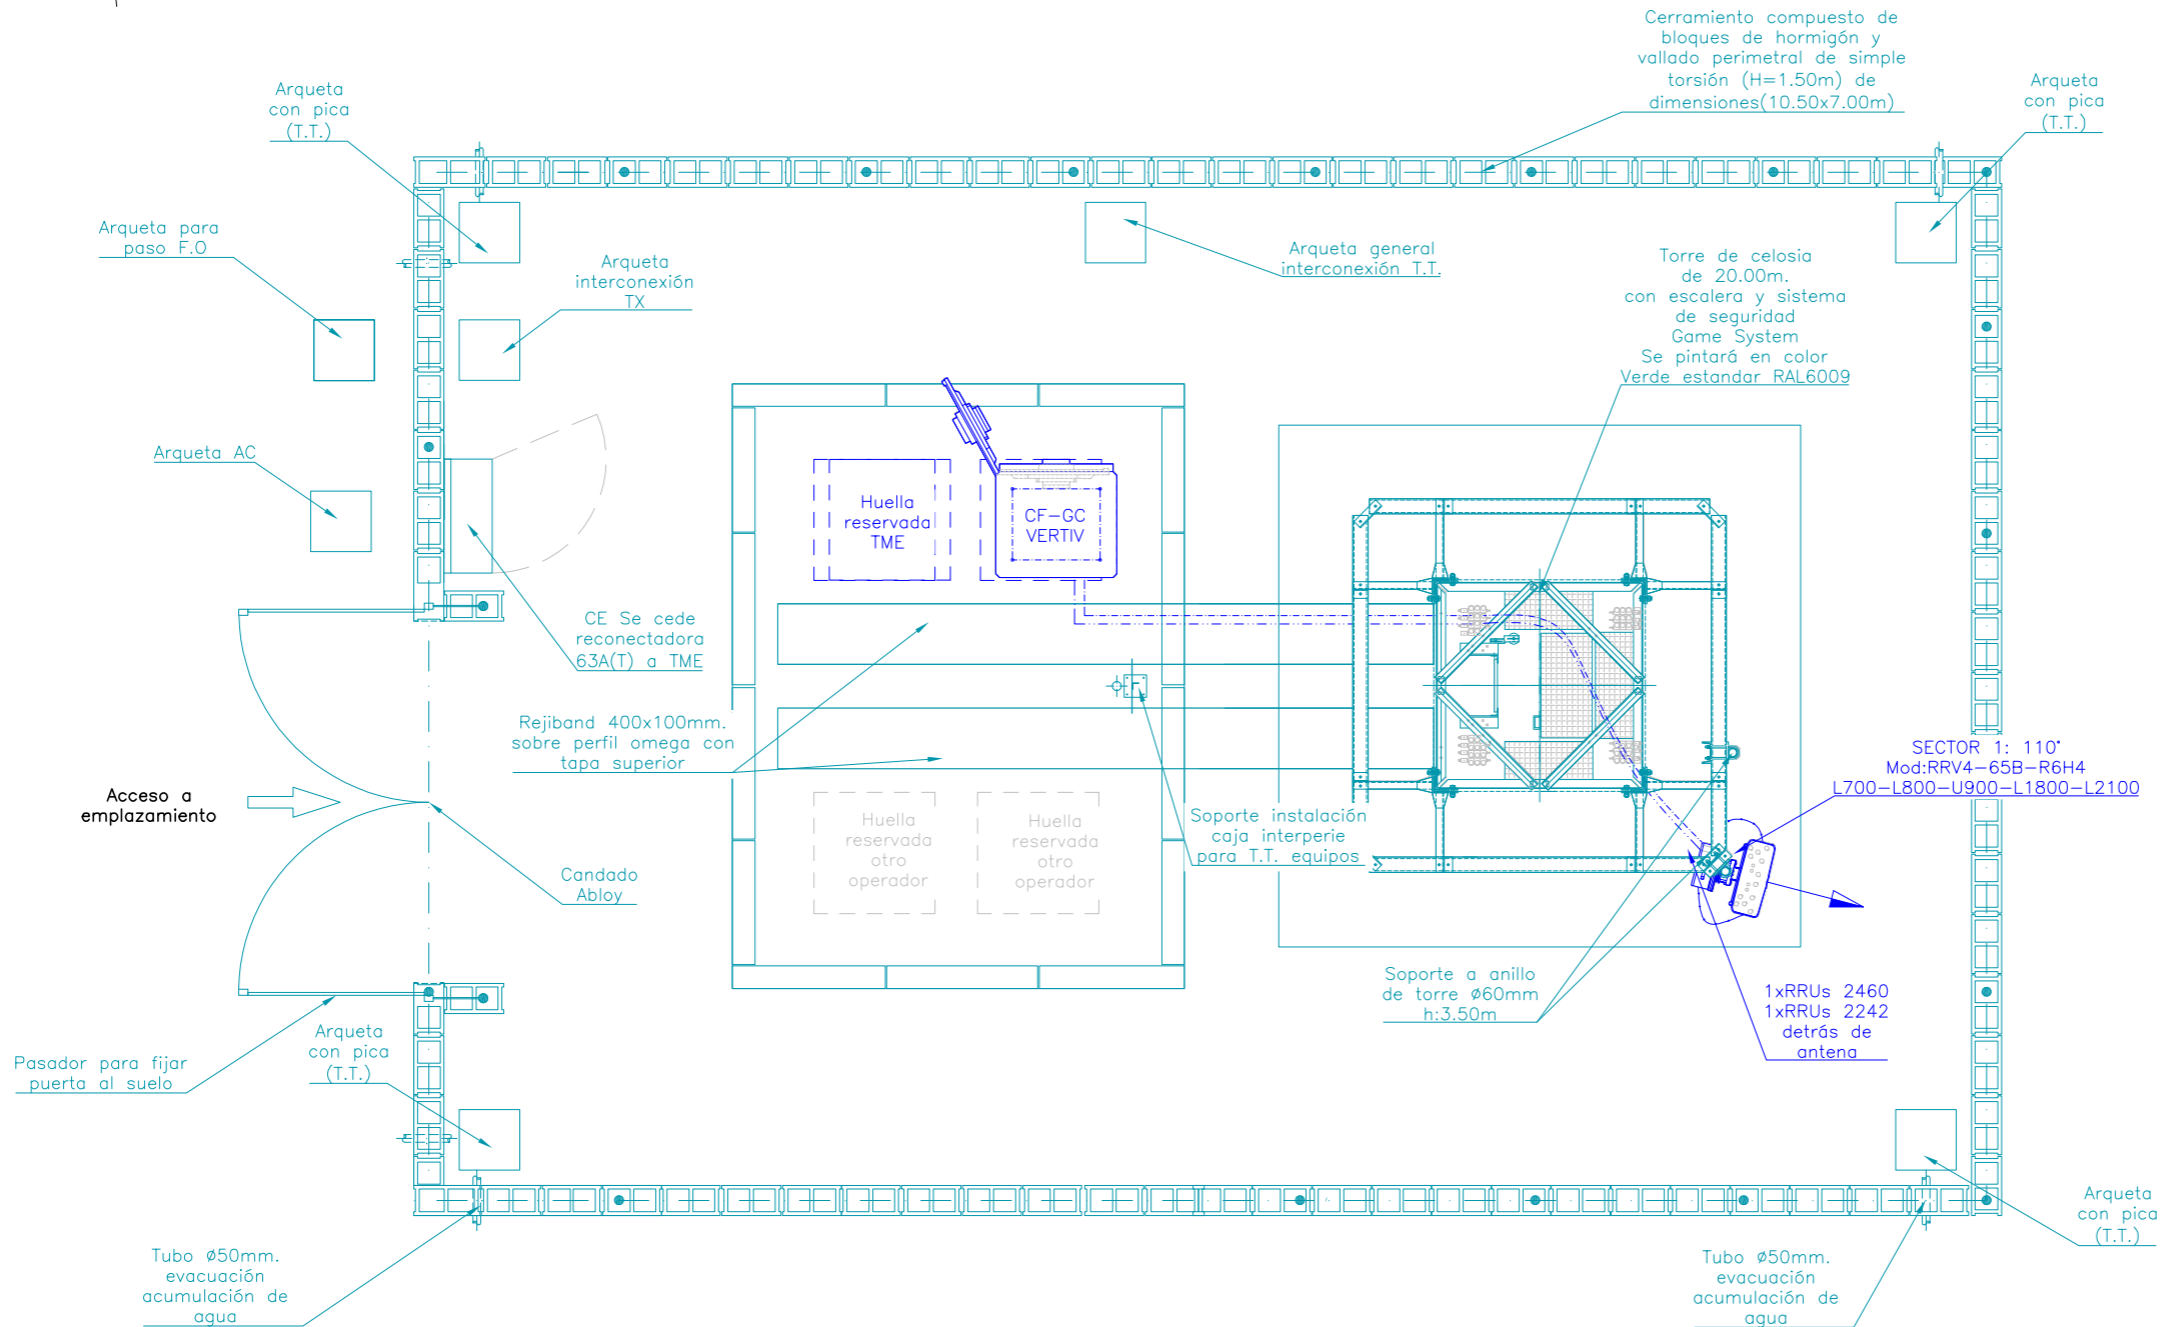 Cerramiento compuesto de
bloques de hormigón y
vallado perimetral de simple
torsión (H=1.50m) de
dimensiones(10.50x7.00m)
Arqueta
con pica
(T.T.)
Arqueta
con pica
(T.T.)
Arqueta para
paso F.O
Arqueta
interconexión
TX
Arqueta general
interconexión T.T.
Torre de celosia
de 20.00m.
con escalera y sistema
de seguridad
Game System
Se pintará en color
Verde estandar RAL6009
Arqueta AC
Huella
reservada
TME
CF-GC
VERTIV
CE Se cede
reconectadora
63A(T) a TME
Rejiband 400x100mm.
sobre perfil omega con
tapa superior
SECTOR 1: 110°
Mod:RRV4-65B-R6H4
L700-L800-U900-L1800-L2100
Acceso a
emplazamiento
Huella
reservada
otro
operador
Huella
reservada
otro
operador
Soporte instalación
caja interperie
para T.T. equipos
Candado
Abloy
Soporte a anillo
de torre ø60mm
h:3.50m
1xRRUs 2460
1xRRUs 2242
detrás de
antena
Pasador para fijar
puerta al suelo
Arqueta
con pica
(T.T.)
Arqueta
con pica
(T.T.)
Tubo ø50mm.
evacuación
acumulación de
agua
Tubo ø50mm.
evacuación
acumulación de
agua